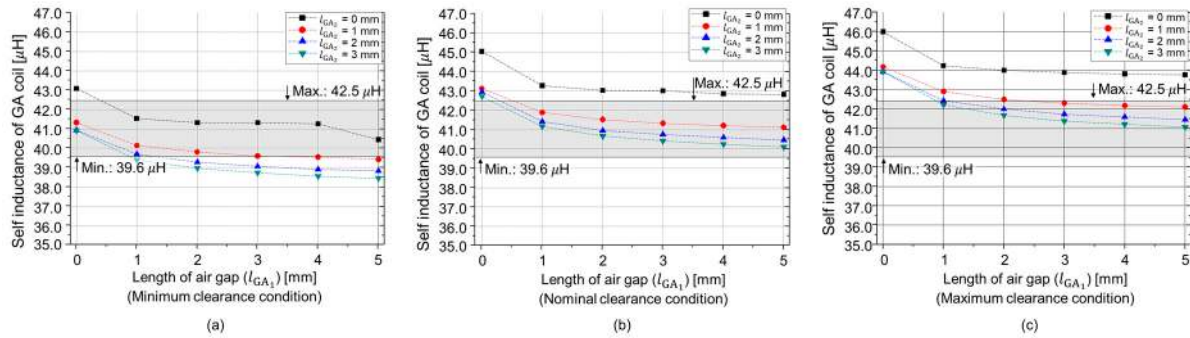 Self inductance of GA coil [μH]
47.0
46.0
45.0
44.0
43.0
42.0
41.0
40.0
39.0
38.0
37.0
36.0
35.0
l_GA₂ = 0 mm
l_GA₂ = 1 mm
l_GA₂ = 2 mm
l_GA₂ = 3 mm
Max.: 42.5 μH
Min.: 39.6 μH
0 1 2 3 4 5
Length of air gap (l_GA₁) [mm]
(Minimum clearance condition)
(a)
Self inductance of GA coil [μH]
47.0
46.0
45.0
44.0
43.0
42.0
41.0
40.0
39.0
38.0
37.0
36.0
35.0
l_GA₂ = 0 mm
l_GA₂ = 1 mm
l_GA₂ = 2 mm
l_GA₂ = 3 mm
Max.: 42.5 μH
Min.: 39.6 μH
0 1 2 3 4 5
Length of air gap (l_GA₁) [mm]
(Nominal clearance condition)
(b)
Self inductance of GA coil [μH]
47.0
46.0
45.0
44.0
43.0
42.0
41.0
40.0
39.0
38.0
37.0
36.0
35.0
l_GA₂ = 0 mm
l_GA₂ = 1 mm
l_GA₂ = 2 mm
l_GA₂ = 3 mm
Max.: 42.5 μH
Min.: 39.6 μH
0 1 2 3 4 5
Length of air gap (l_GA₁) [mm]
(Maximum clearance condition)
(c)